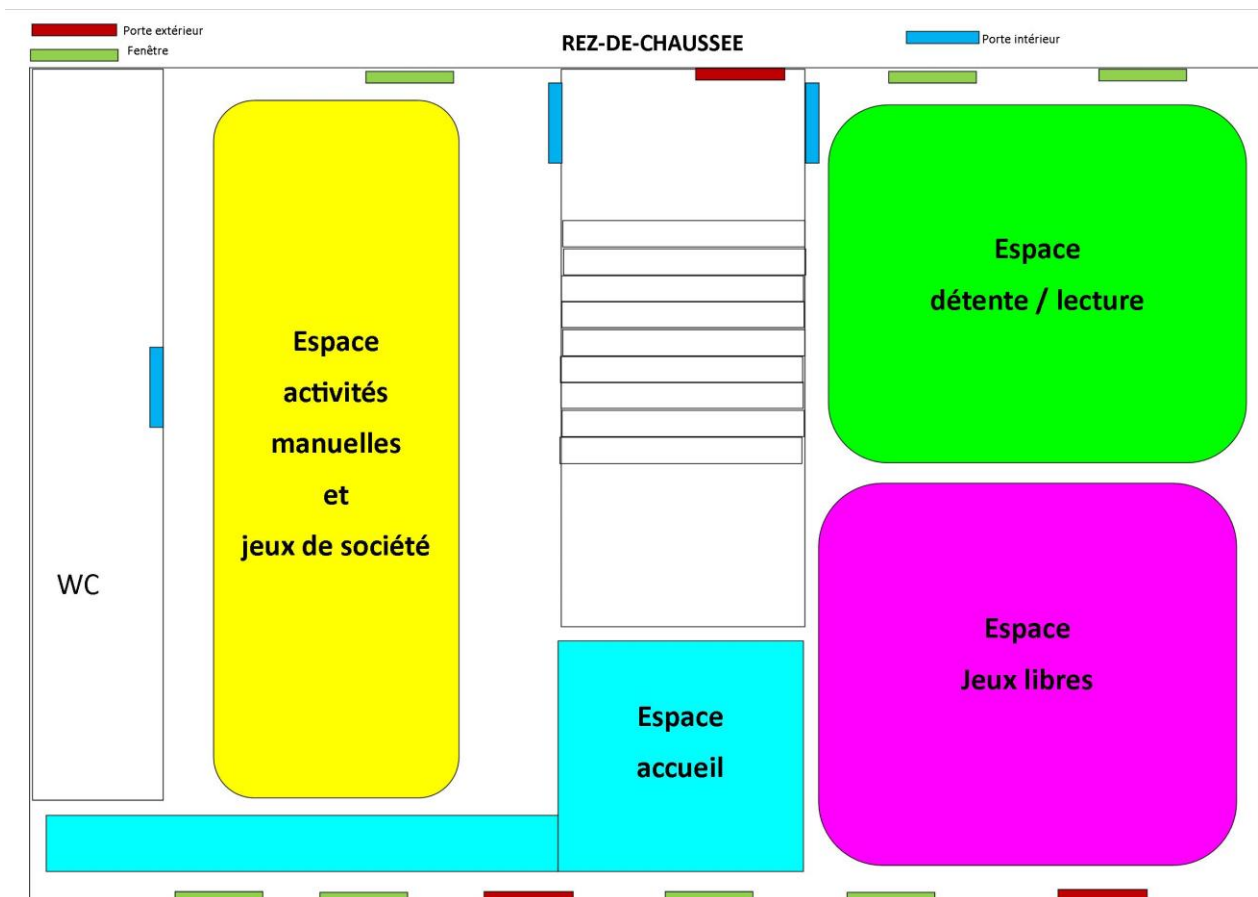 Porte extérieur
Fenêtre
REZ-DE-CHAUSSEE
Porte intérieur
Espace
activités
manuelles
et
jeux de société
Espace
détente / lecture
WC
Espace
Jeux libres
Espace
accueil